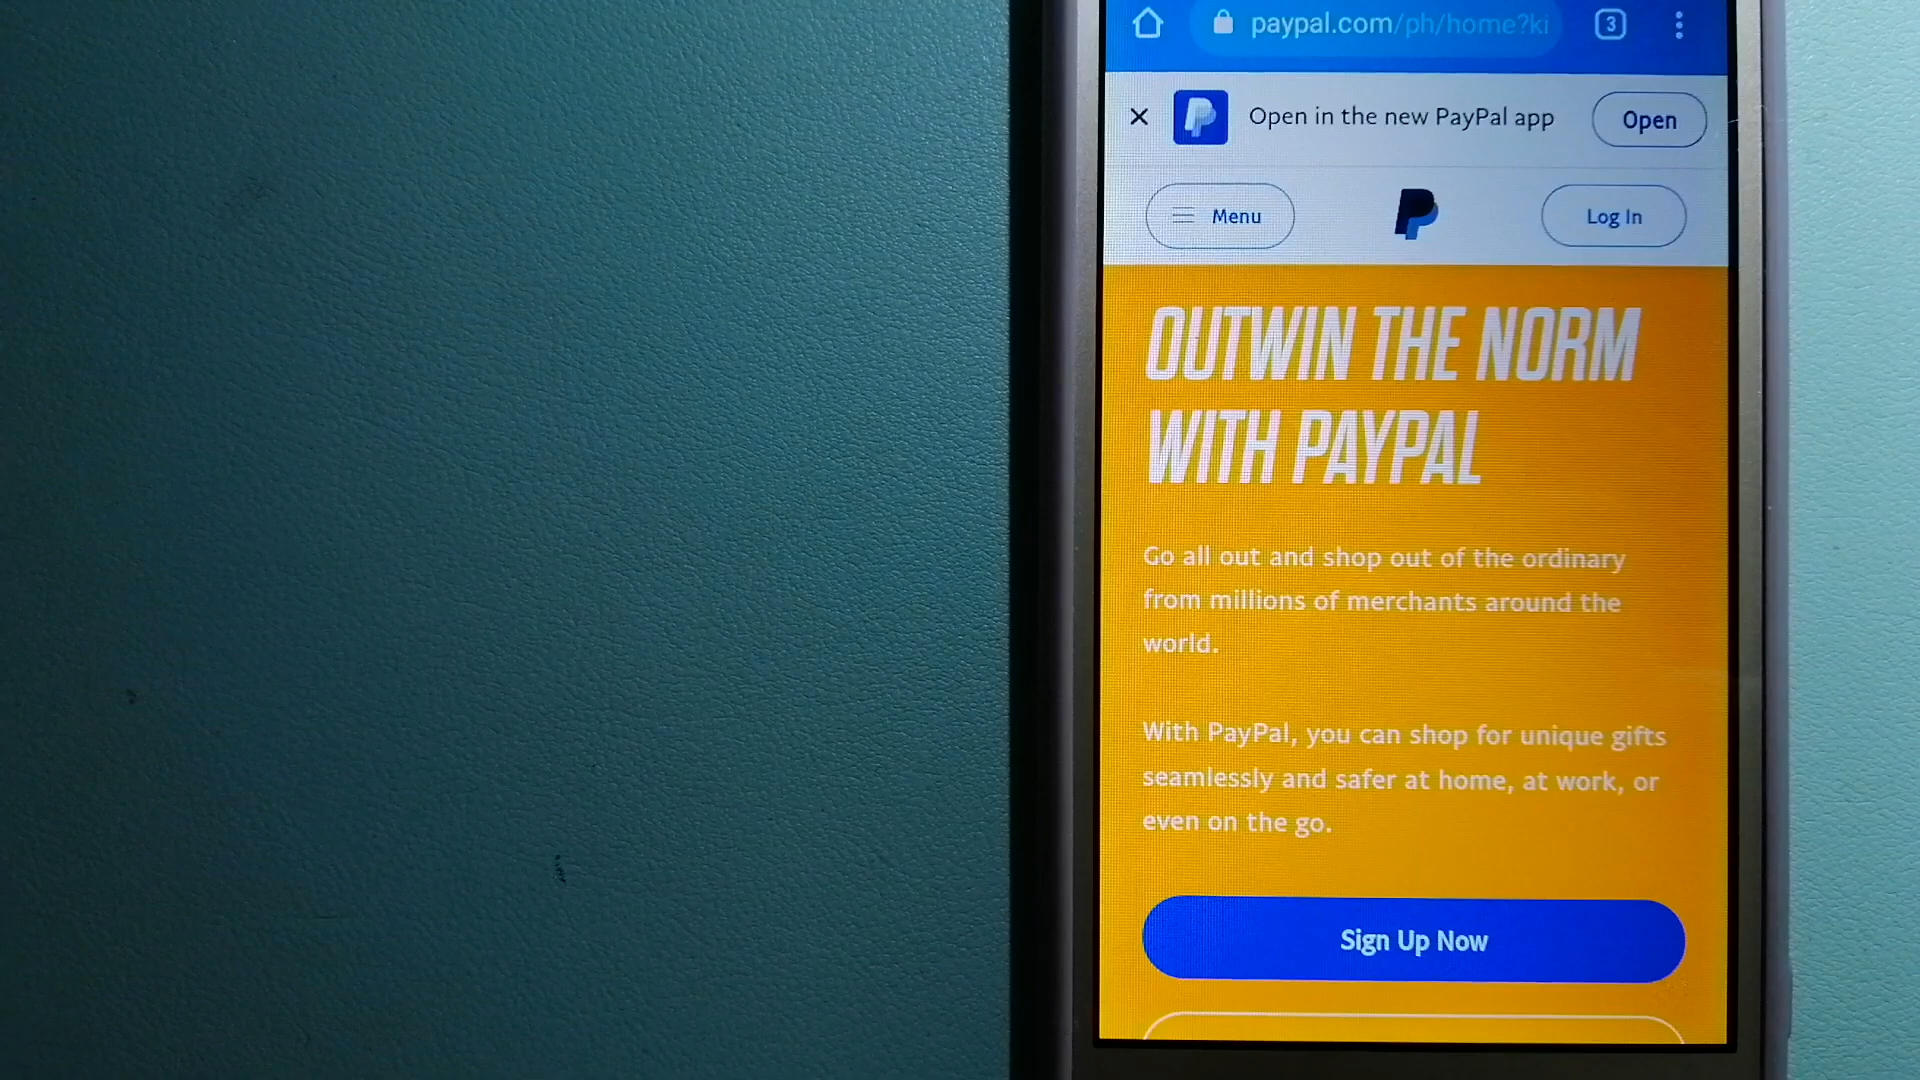 paypal.com/ph/home?ki
3
Open in the new PayPal app
Open
Menu
Log In
OUTWIN THE NORM
WITH PAYPAL
Go all out and shop out of the ordinary
from millions of merchants around the
world.
With PayPal, you can shop for unique gifts
seamlessly and safer at home, at work, or
even on the go.
Sign Up Now